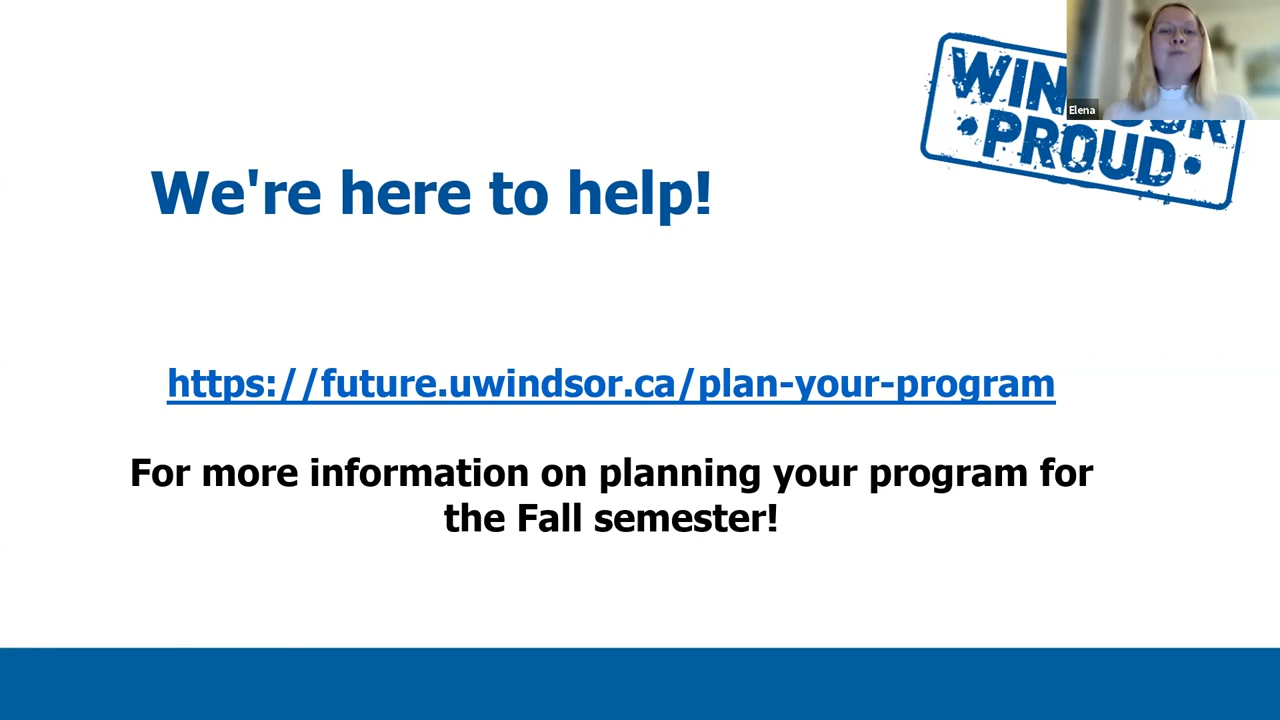 WIN
PROUD
Elena
We're here to help!
https://future.uwindsor.ca/plan-your-program
For more information on planning your program for
the Fall semester!